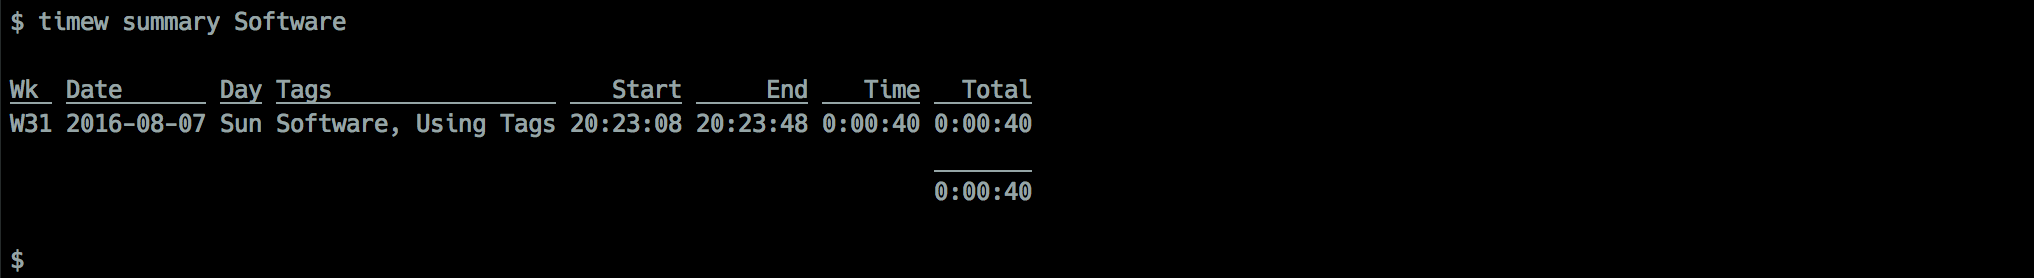 $ timew summary Software
Wk Date Day Tags Start End Time Total
W31 2016-08-07 Sun Software, Using Tags 20:23:08 20:23:48 0:00:40 0:00:40
0:00:40
$